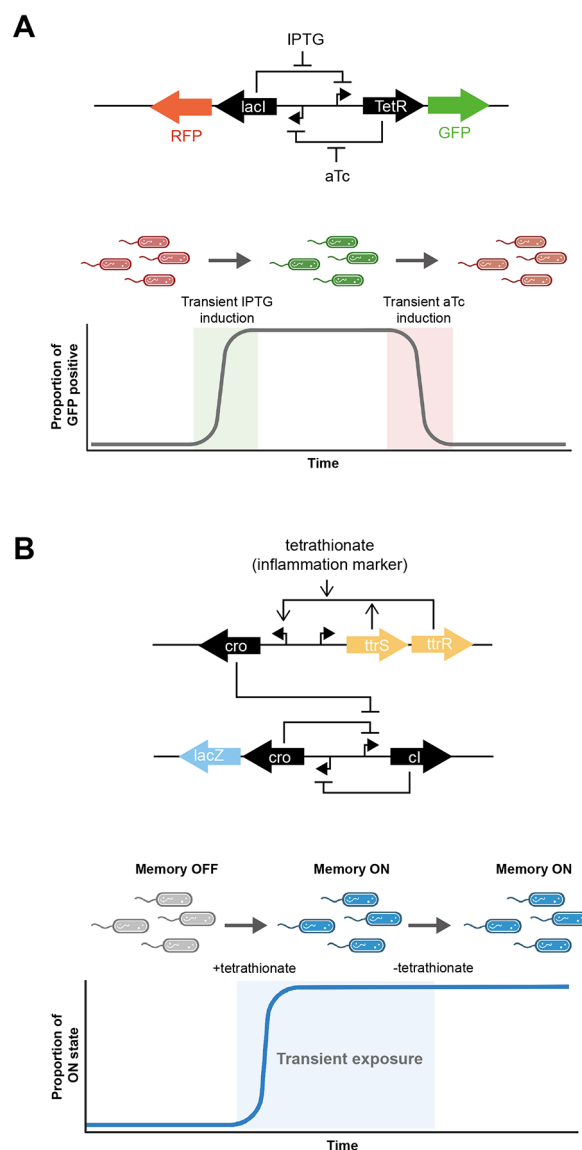 A
IPTG
lacI
TetR
RFP
GFP
aTc
Transient IPTG
induction
Transient aTc
induction
Proportion of
GFP positive
Time
B
tetrathionate
(inflammation marker)
cro
ttrS
ttrR
lacZ
cro
cI
Memory OFF
Memory ON
Memory ON
+tetrathionate
-tetrathionate
Transient exposure
Proportion of
ON state
Time